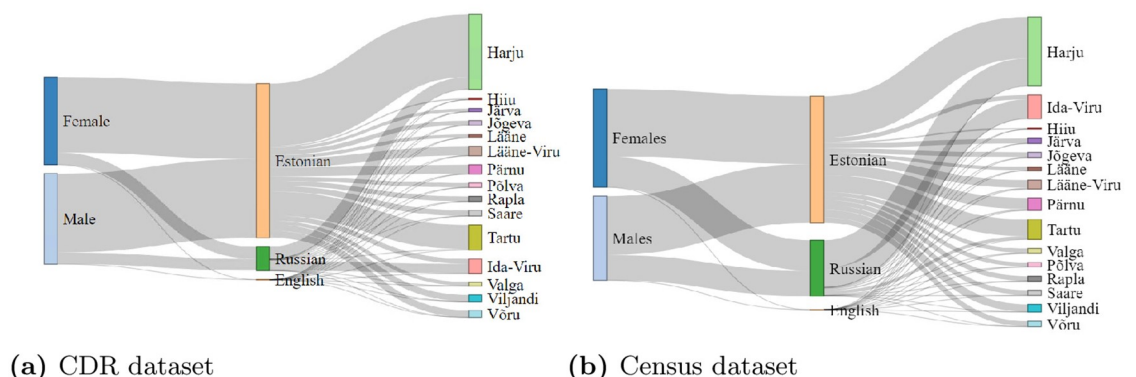 Female
Male
Estonian
Russian
English
Harju
Hiiu
Järva
Jõgeva
Lääne
Lääne-Viru
Pärnu
Põlva
Rapla
Saare
Tartu
Ida-Viru
Valga
Viljandi
Võru
(a) CDR dataset
Females
Males
Estonian
Russian
English
Harju
Ida-Viru
Hiiu
Järva
Jõgeva
Lääne
Lääne-Viru
Pärnu
Tartu
Valga
Põlva
Rapla
Saare
Viljandi
Võru
(b) Census dataset